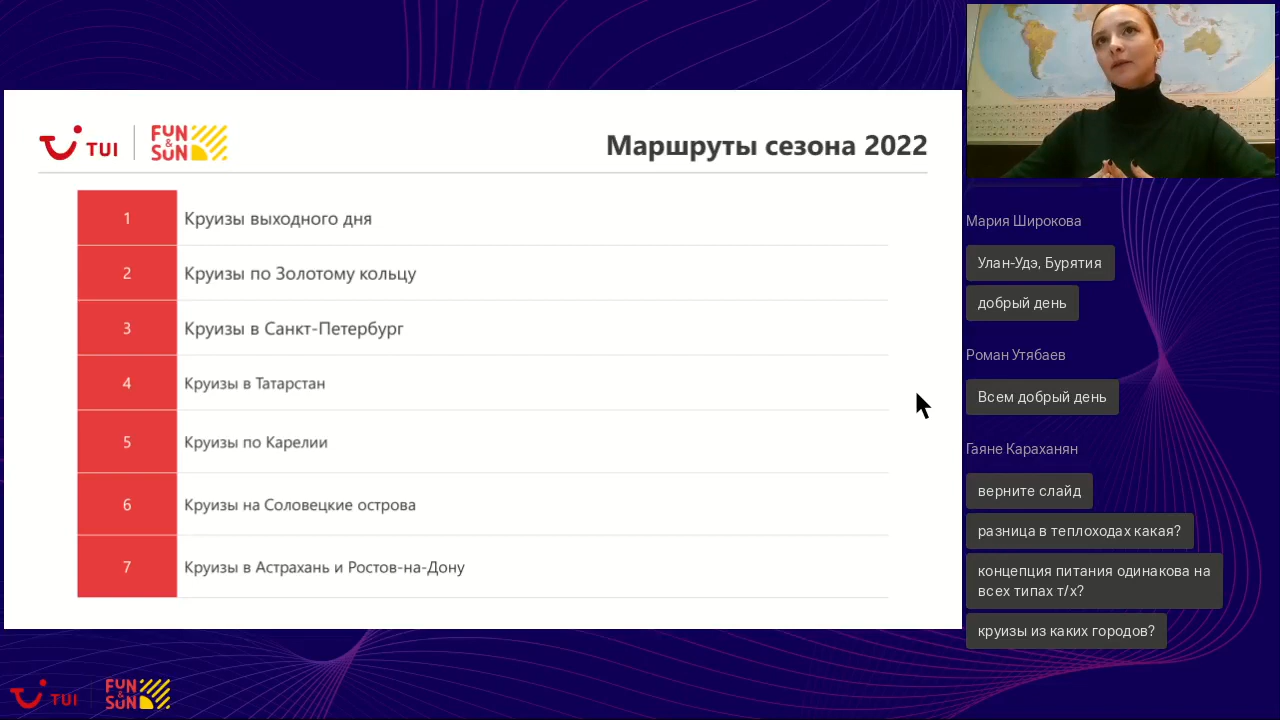 TUI
FUN
&
SUN
Маршруты сезона 2022
1
Круизы выходного дня
2
Круизы по Золотому кольцу
3
Круизы в Санкт-Петербург
4
Круизы в Татарстан
5
Круизы по Карелии
6
Круизы на Соловецкие острова
7
Круизы в Астрахань и Ростов-на-Дону
Мария Широкова
Улан-Удэ, Бурятия
добрый день
Роман Утябаев
Всем добрый день
Гаяне Караханян
верните слайд
разница в теплоходах какая?
концепция питания одинакова на
всех типах т/х?
круизы из каких городов?
TUI
FUN
&
SUN